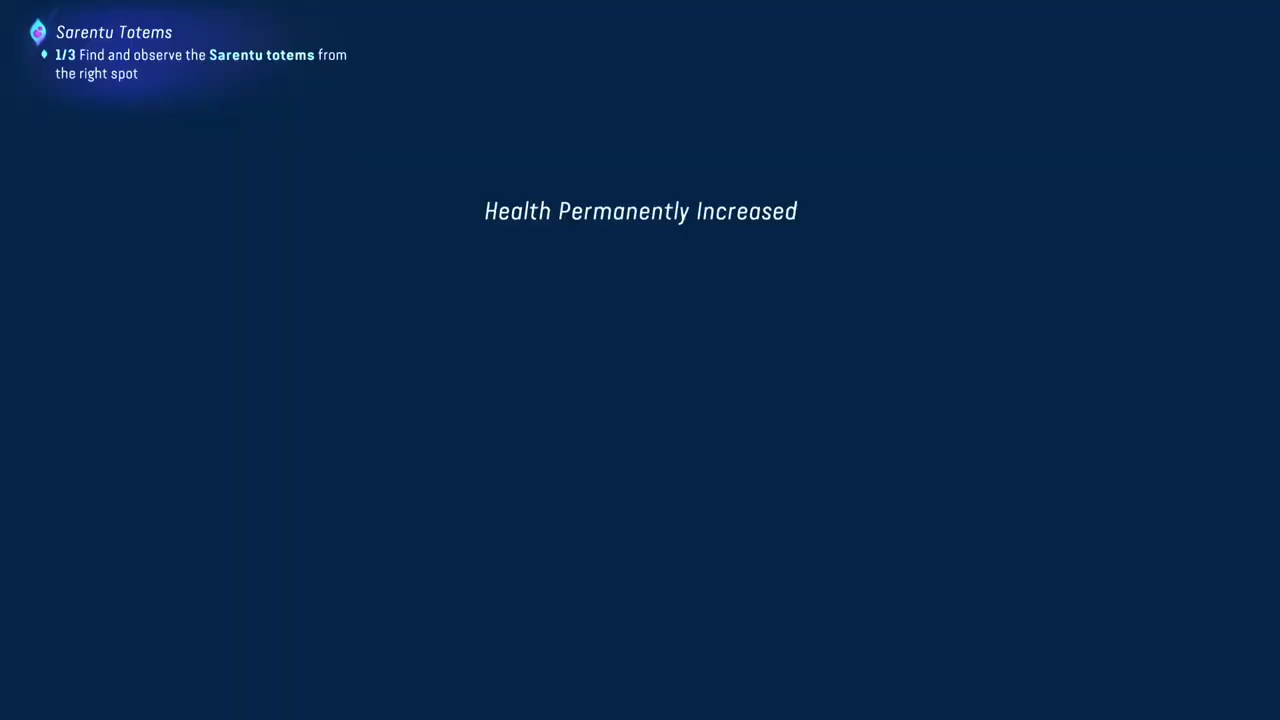 Sarentu Totems
1/3 Find and observe the Sarentu totems from
the right spot
Health Permanently Increased